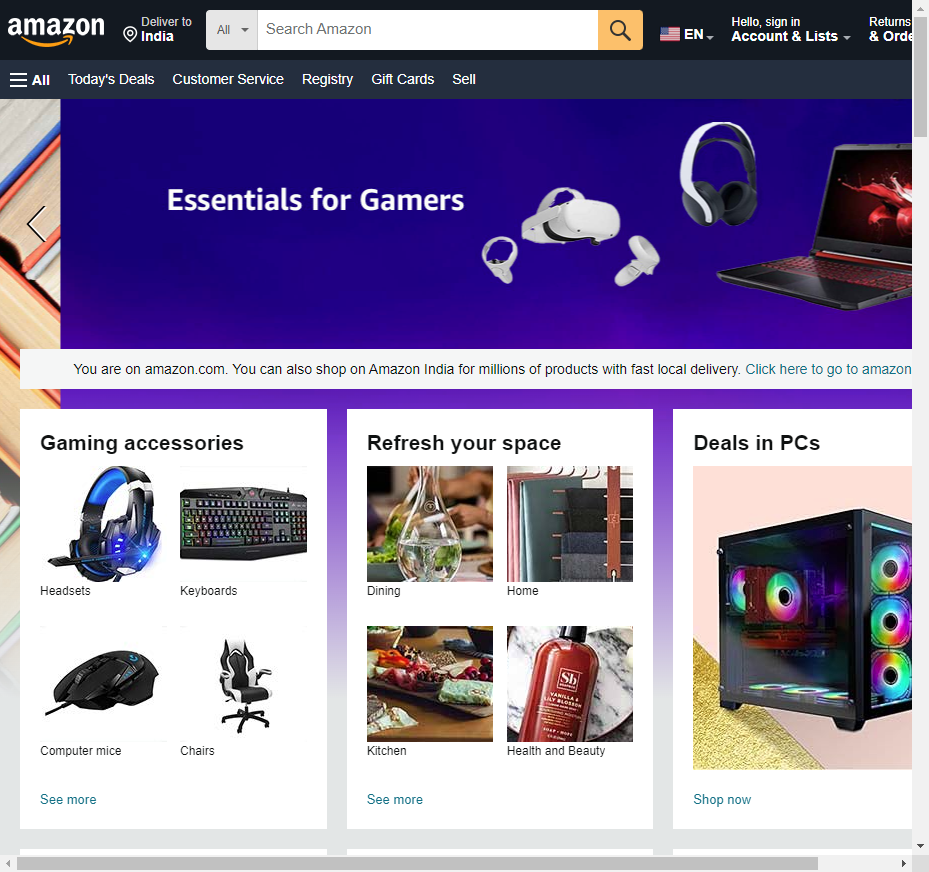 amazon
Deliver to
India
All
Search Amazon
EN
Hello, sign in
Account & Lists
Returns
& Orde
All
Today's Deals
Customer Service
Registry
Gift Cards
Sell
Essentials for Gamers
You are on amazon.com. You can also shop on Amazon India for millions of products with fast local delivery. Click here to go to amazon
Gaming accessories
Headsets
Keyboards
Computer mice
Chairs
See more
Refresh your space
Dining
Home
Kitchen
Health and Beauty
Sb
VANILLA &
LILY BLOSSOM
See more
Deals in PCs
Shop now